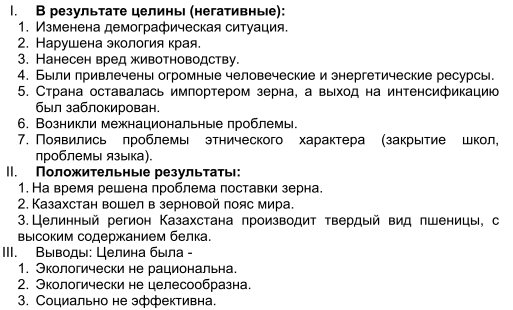 I. В результате целины (негативные):
1. Изменена демографическая ситуация.
2. Нарушена экология края.
3. Нанесен вред животноводству.
4. Были привлечены огромные человеческие и энергетические ресурсы.
5. Страна оставалась импортером зерна, а выход на интенсификацию
был заблокирован.
6. Возникли межнациональные проблемы.
7. Появились проблемы этнического характера (закрытие школ,
проблемы языка).
II. Положительные результаты:
1. На время решена проблема поставки зерна.
2. Казахстан вошел в зерновой пояс мира.
3. Целинный регион Казахстана производит твердый вид пшеницы, с
высоким содержанием белка.
III. Выводы: Целина была -
1. Экологически не рациональна.
2. Экологически не целесообразна.
3. Социально не эффективна.